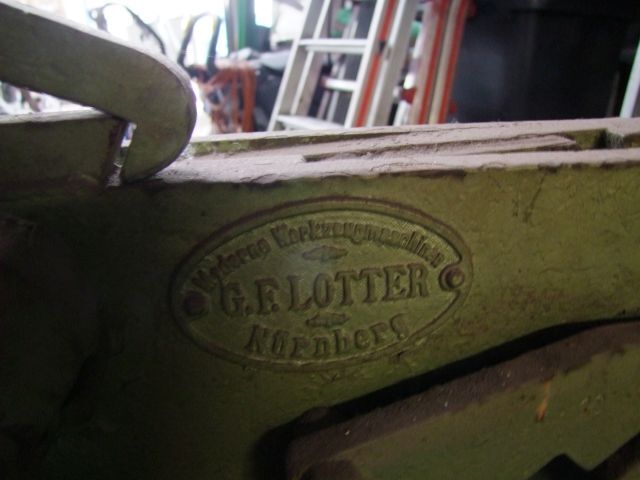 Moderne Werkzeugmaschinen
G.F. LOTTER
Nürnberg